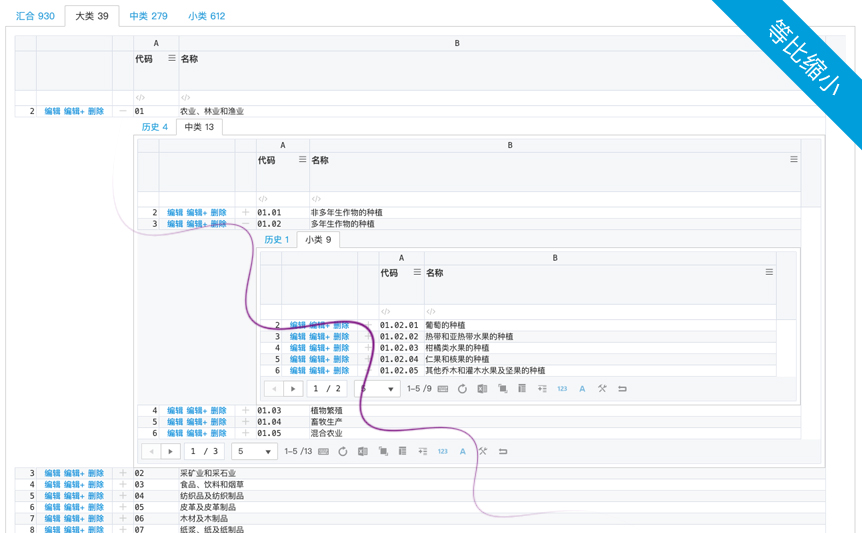 汇合 930 大类 39 中类 279 小类 612
等比缩小
A B
代码 名称
</> </>
2 编辑 编辑+ 删除 01 农业、林业和渔业
历史 4 中类 13
A B
代码 名称
</> </>
2 编辑 编辑+ 删除 01.01 非多年生作物的种植
3 编辑 编辑+ 删除 01.02 多年生作物的种植
历史 1 小类 9
A B
代码 名称
</> </>
2 编辑 编辑+ 删除 01.02.01 葡萄的种植
3 编辑 编辑+ 删除 01.02.02 热带和亚热带水果的种植
4 编辑 编辑+ 删除 01.02.03 柑橘类水果的种植
5 编辑 编辑+ 删除 01.02.04 仁果和核果的种植
6 编辑 编辑+ 删除 01.02.05 其他乔木和灌木水果及坚果的种植
1 / 2 1–5 /9 123 A
4 编辑 编辑+ 删除 01.03 植物繁殖
5 编辑 编辑+ 删除 01.04 畜牧生产
6 编辑 编辑+ 删除 01.05 混合农业
1 / 3 5 1–5 /13 123 A
3 编辑 编辑+ 删除 02 采矿业和采石业
4 编辑 编辑+ 删除 03 食品、饮料和烟草
5 编辑 编辑+ 删除 04 纺织品及纺织制品
6 编辑 编辑+ 删除 05 皮革及皮革制品
7 编辑 编辑+ 删除 06 木材及木制品
8 编辑 编辑+ 删除 07 纸浆、纸及纸制品